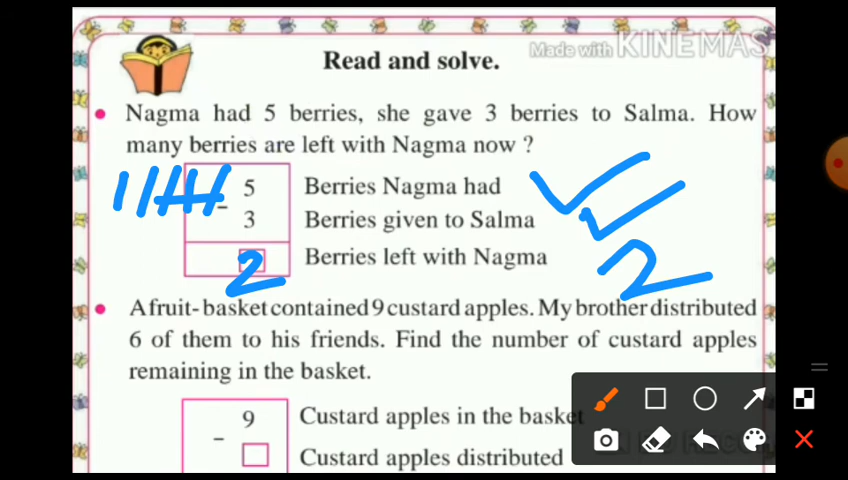 Made with KINEMAS
Read and solve.
Nagma had 5 berries, she gave 3 berries to Salma. How
many berries are left with Nagma now ?
5 Berries Nagma had
- 3 Berries given to Salma
2 Berries left with Nagma
2
A fruit- basket contained 9 custard apples. My brother distributed
6 of them to his friends. Find the number of custard apples
remaining in the basket.
9 Custard apples in the basket
- Custard apples distributed